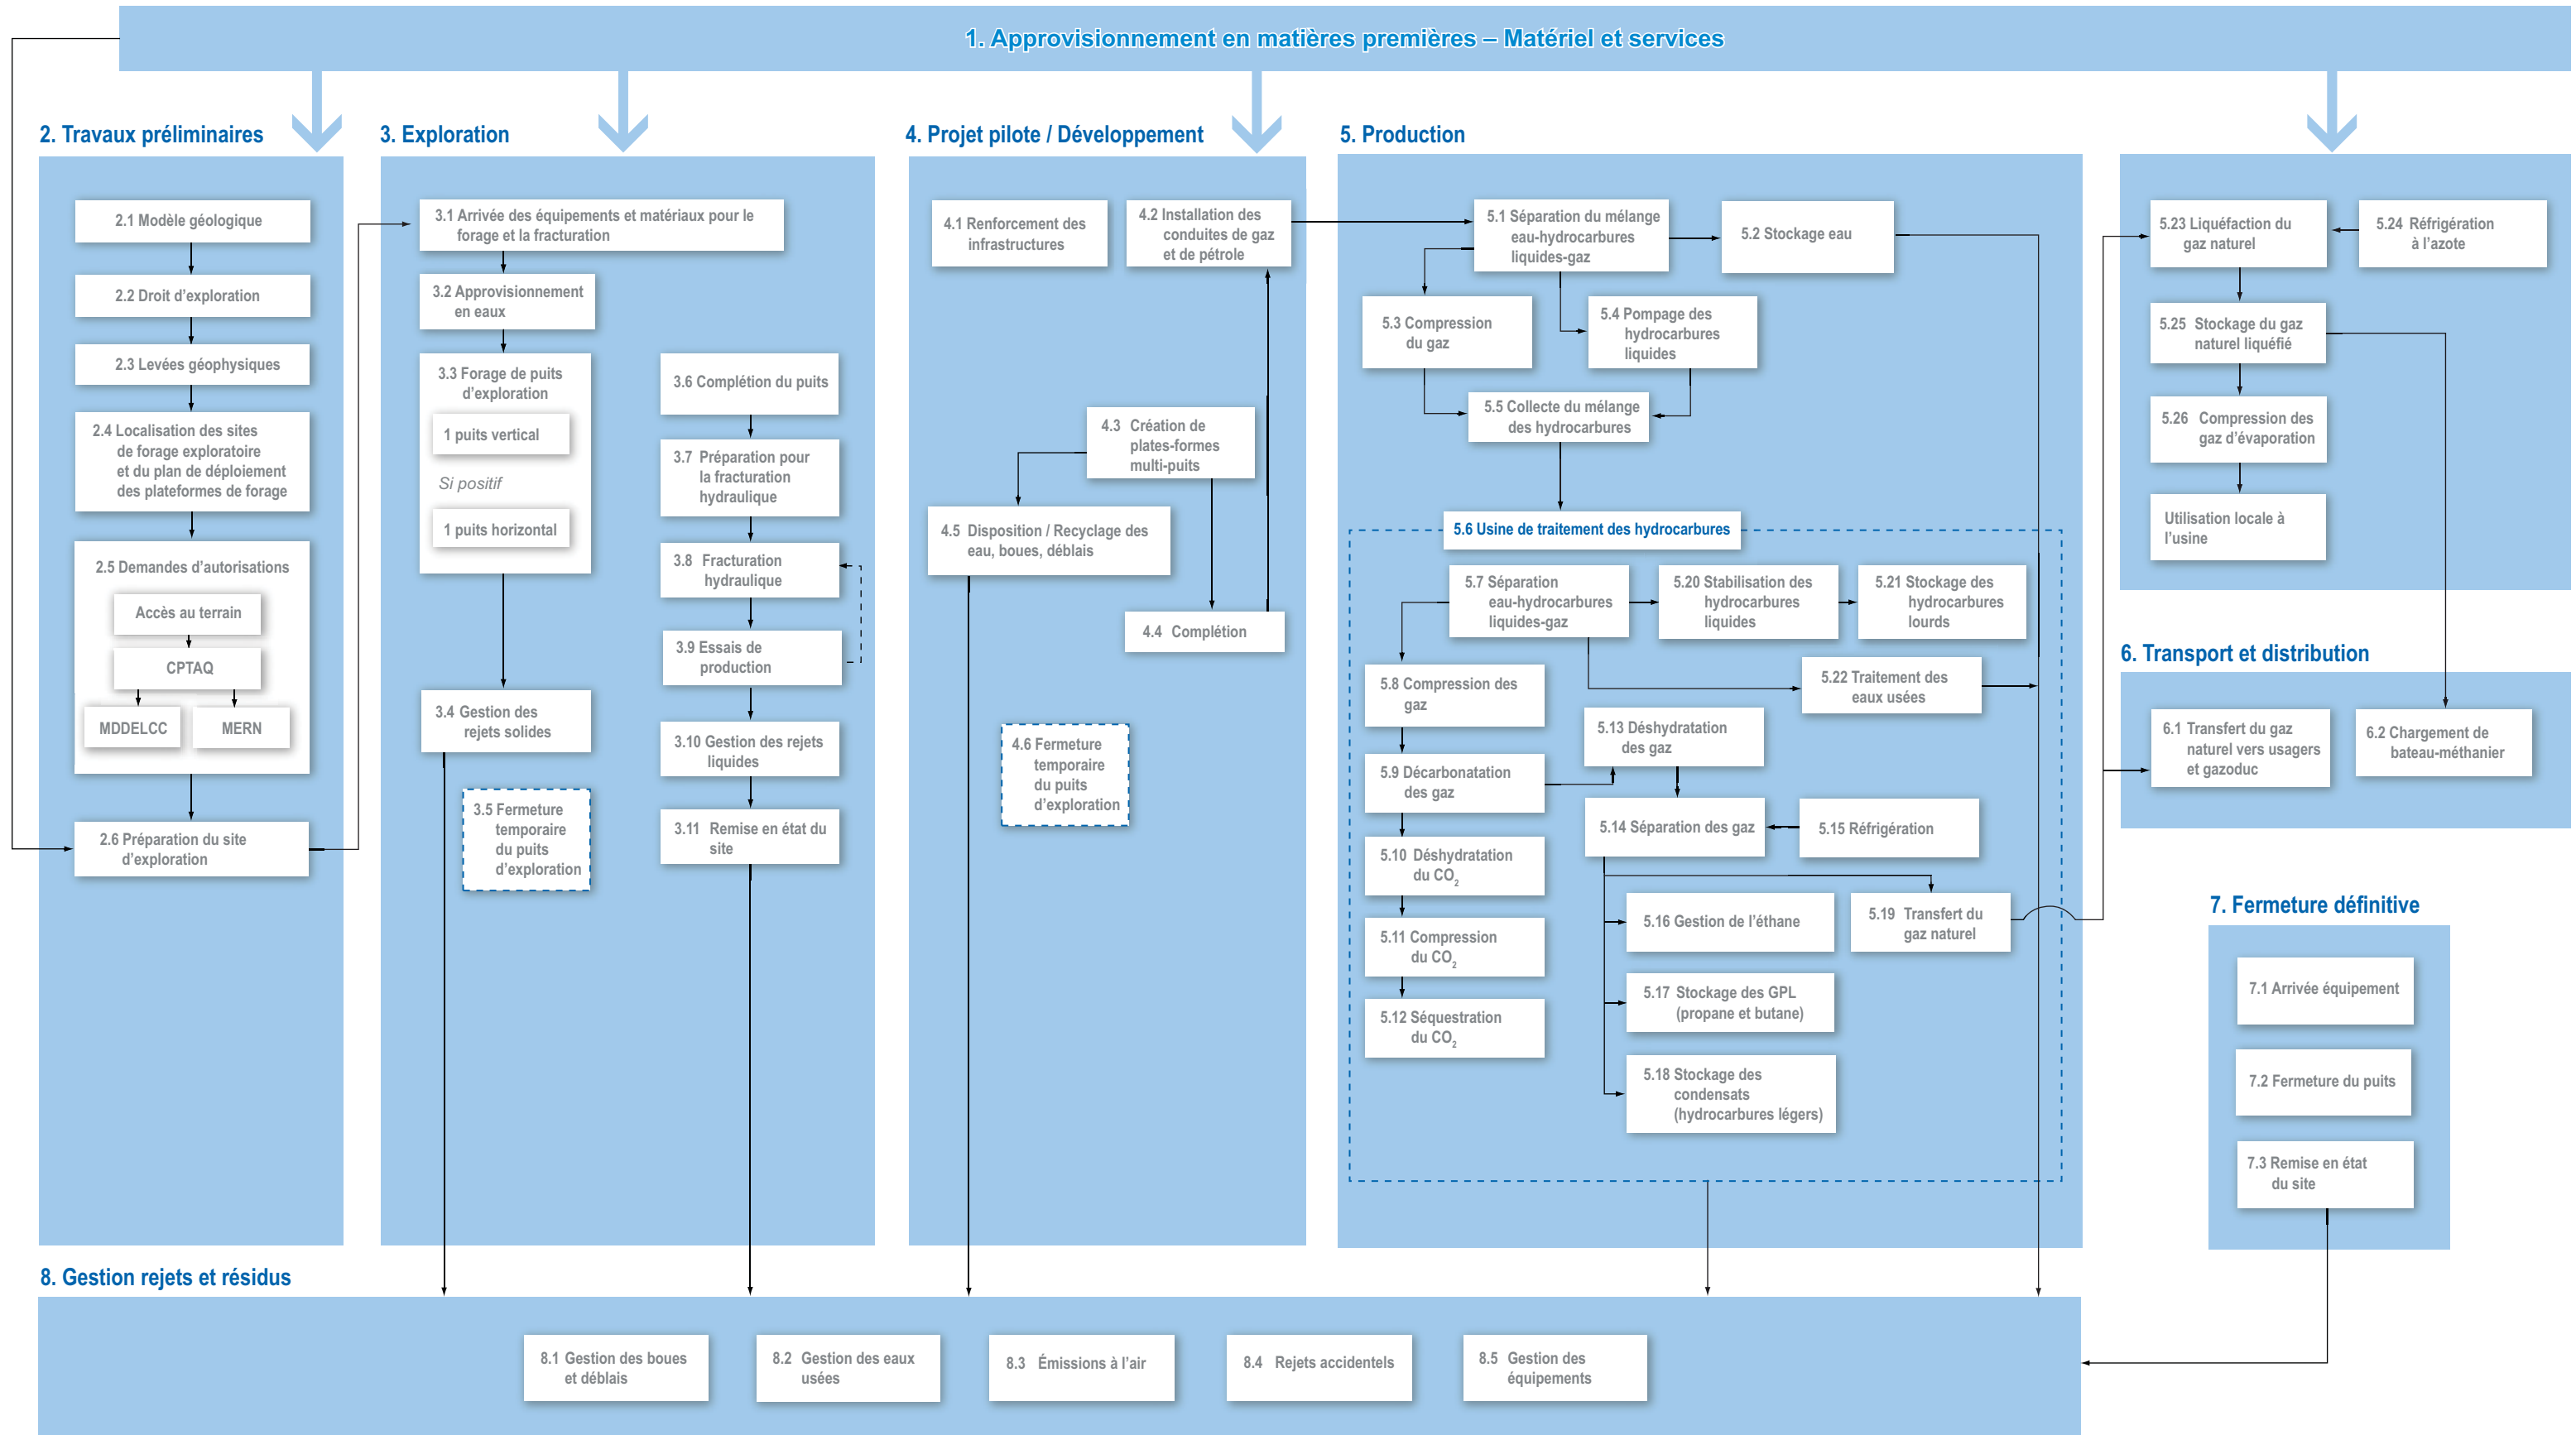 1. Approvisionnement en matières premières – Matériel et services
2. Travaux préliminaires
2.1 Modèle géologique
2.2 Droit d’exploration
2.3 Levées géophysiques
2.4 Localisation des sites
de forage exploratoire
et du plan de déploiement
des plateformes de forage
2.5 Demandes d’autorisations
Accès au terrain
CPTAQ
MDDELCC
MERN
2.6 Préparation du site
d’exploration
3. Exploration
3.1 Arrivée des équipements et matériaux pour le
forage et la fracturation
3.2 Approvisionnement
en eaux
3.3 Forage de puits
d’exploration
1 puits vertical
Si positif
1 puits horizontal
3.4 Gestion des
rejets solides
3.5 Fermeture
temporaire
du puits
d’exploration
3.6 Complétion du puits
3.7 Préparation pour
la fracturation
hydraulique
3.8 Fracturation
hydraulique
3.9 Essais de
production
3.10 Gestion des rejets
liquides
3.11 Remise en état du
site
4. Projet pilote / Développement
4.1 Renforcement des
infrastructures
4.2 Installation des
conduites de gaz
et de pétrole
4.3 Création de
plates-formes
multi-puits
4.5 Disposition / Recyclage des
eau, boues, déblais
4.4 Complétion
4.6 Fermeture
temporaire
du puits
d’exploration
5. Production
5.1 Séparation du mélange
eau-hydrocarbures
liquides-gaz
5.2 Stockage eau
5.3 Compression
du gaz
5.4 Pompage des
hydrocarbures
liquides
5.5 Collecte du mélange
des hydrocarbures
5.6 Usine de traitement des hydrocarbures
5.7 Séparation
eau-hydrocarbures
liquides-gaz
5.20 Stabilisation des
hydrocarbures
liquides
5.21 Stockage des
hydrocarbures
lourds
5.22 Traitement des
eaux usées
5.8 Compression des
gaz
5.9 Décarbonatation
des gaz
5.10 Déshydratation
du CO2
5.11 Compression
du CO2
5.12 Séquestration
du CO2
5.13 Déshydratation
des gaz
5.14 Séparation des gaz
5.15 Réfrigération
5.16 Gestion de l’éthane
5.17 Stockage des GPL
(propane et butane)
5.18 Stockage des
condensats
(hydrocarbures légers)
5.19 Transfert du
gaz naturel
5.23 Liquéfaction du
gaz naturel
5.24 Réfrigération
à l’azote
5.25 Stockage du gaz
naturel liquéfié
5.26 Compression des
gaz d’évaporation
Utilisation locale à
l’usine
6. Transport et distribution
6.1 Transfert du gaz
naturel vers usagers
et gazoduc
6.2 Chargement de
bateau-méthanier
7. Fermeture définitive
7.1 Arrivée équipement
7.2 Fermeture du puits
7.3 Remise en état
du site
8. Gestion rejets et résidus
8.1 Gestion des boues
et déblais
8.2 Gestion des eaux
usées
8.3 Émissions à l’air
8.4 Rejets accidentels
8.5 Gestion des
équipements